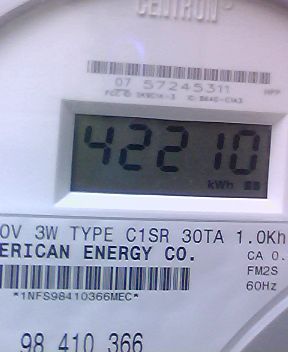 CENTRON
07 57245311
42210
kWh
0V 3W TYPE C1SR 30TA 1.0Kh
ERICAN ENERGY CO.
CA 0.
FM2S
60Hz
*1NFS98410366MEC*
98 410 366